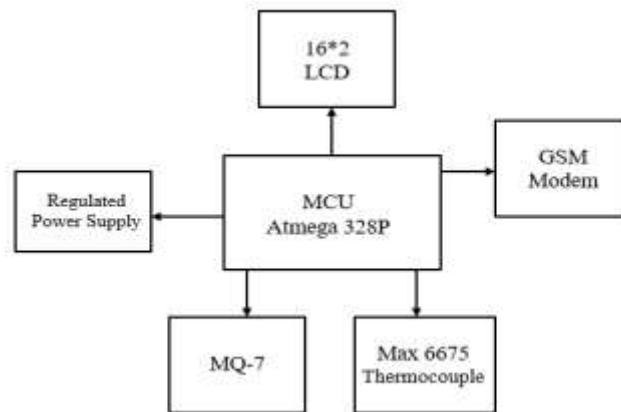 16*2
LCD
GSM
Modem
Regulated
Power Supply
MCU
Atmega 328P
MQ-7
Max 6675
Thermocouple